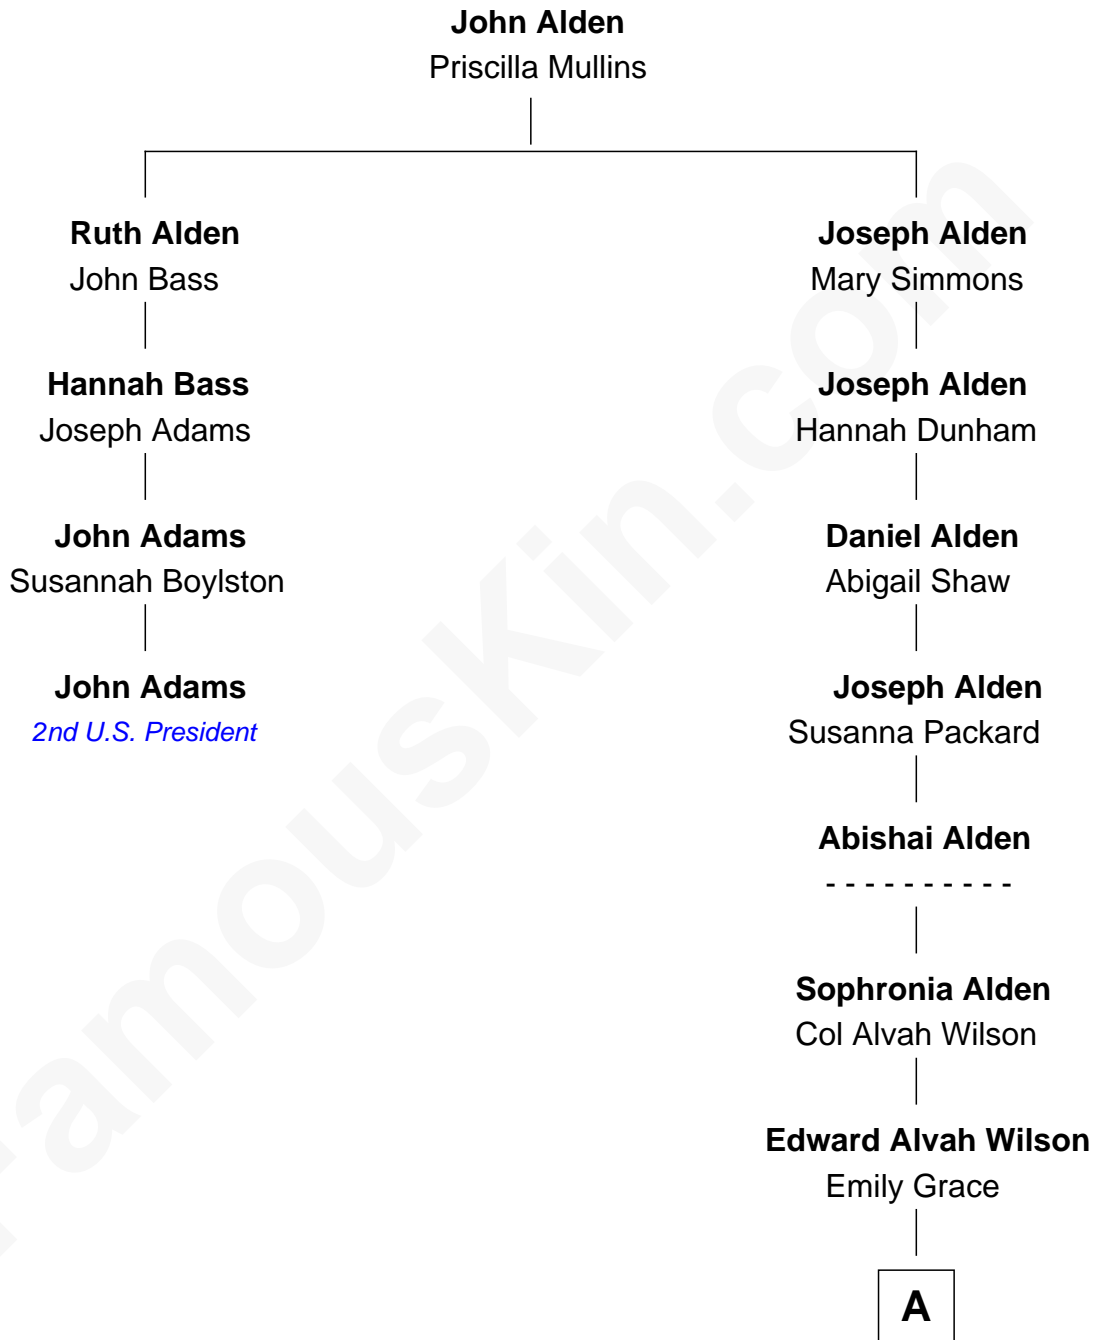 John Alden
Priscilla Mullins
Ruth Alden
John Bass
Joseph Alden
Mary Simmons
Hannah Bass
Joseph Adams
Joseph Alden
Hannah Dunham
John Adams
Susannah Boylston
Daniel Alden
Abigail Shaw
John Adams
2nd U.S. President
Joseph Alden
Susanna Packard
Abishai Alden
- - - - - - - - - -
Sophronia Alden
Col Alvah Wilson
Edward Alvah Wilson
Emily Grace
A
FamousKin.com